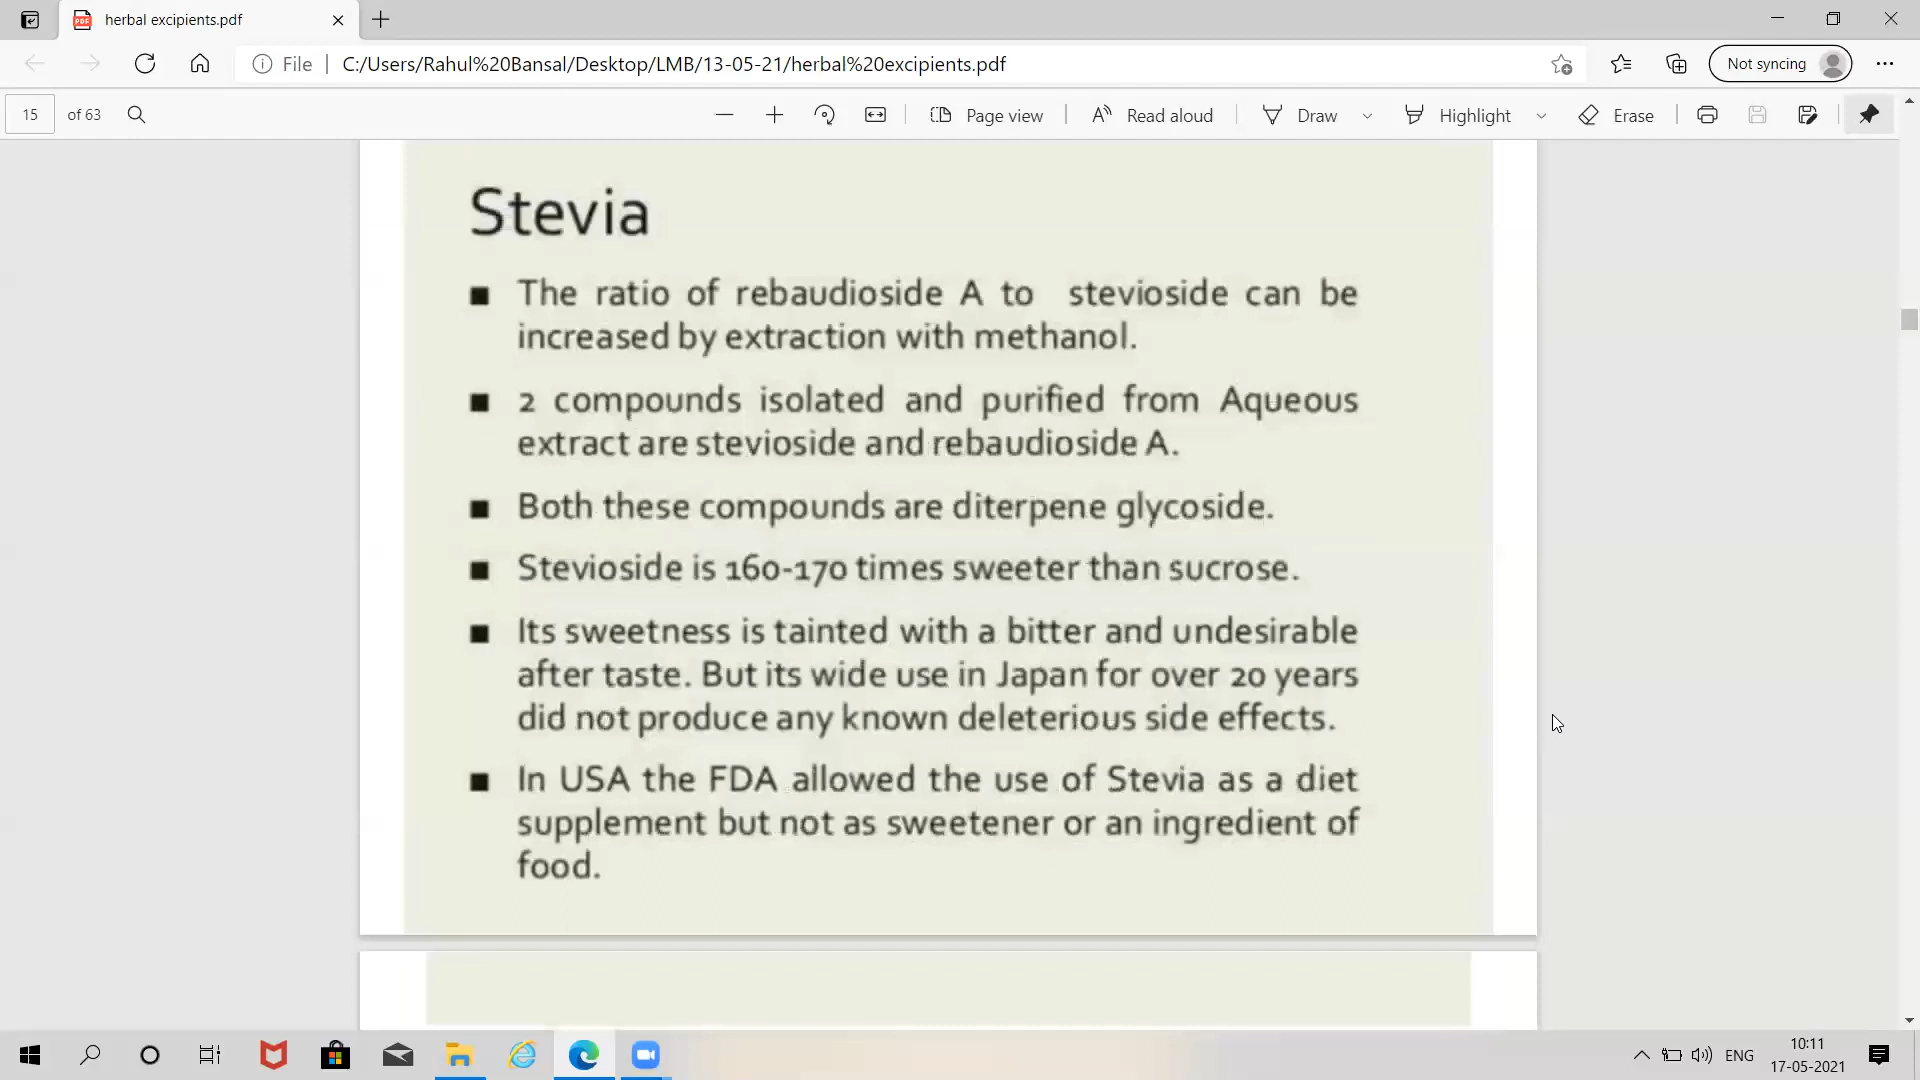 herbal excipients.pdf
File
C:/Users/Rahul%20Bansal/Desktop/LMB/13-05-21/herbal%20excipients.pdf
Not syncing
15 of 63
Page view
Read aloud
Draw
Highlight
Erase
Stevia
■ The ratio of rebaudioside A to stevioside can be
increased by extraction with methanol.
■ 2 compounds isolated and purified from Aqueous
extract are stevioside and rebaudioside A.
■ Both these compounds are diterpene glycoside.
■ Stevioside is 160-170 times sweeter than sucrose.
■ Its sweetness is tainted with a bitter and undesirable
after taste. But its wide use in Japan for over 20 years
did not produce any known deleterious side effects.
■ In USA the FDA allowed the use of Stevia as a diet
supplement but not as sweetener or an ingredient of
food.
ENG
10:11
17-05-2021